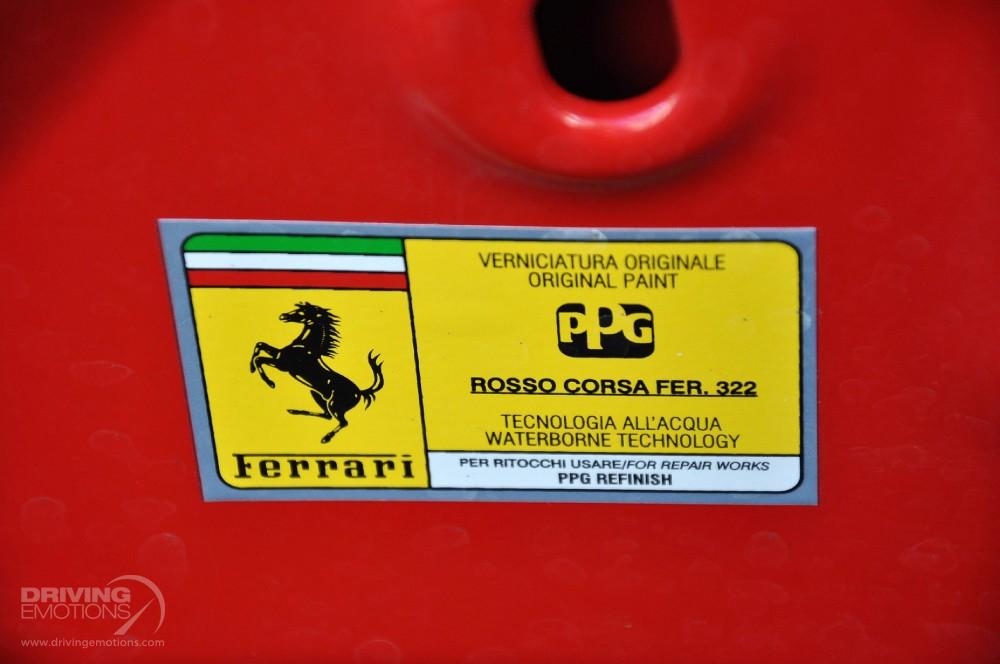 VERNICIATURA ORIGINALE
ORIGINAL PAINT
PPG
ROSSO CORSA FER. 322
TECNOLOGIA ALL'ACQUA
WATERBORNE TECHNOLOGY
Ferrari
PER RITOCCHI USARE/FOR REPAIR WORKS
PPG REFINISH
DRIVING
EMOTIONS
www.drivingemotions.com